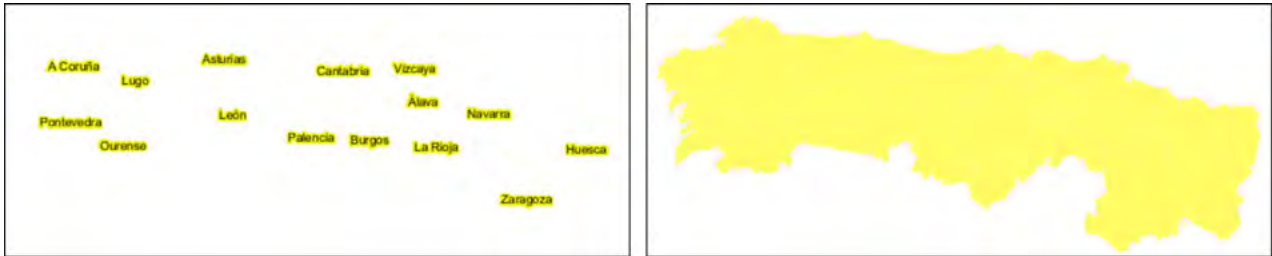 A Coruña
Lugo
Asturias
Cantabria
Vizcaya
Álava
Navarra
León
Pontevedra
Ourense
Palencia
Burgos
La Rioja
Huesca
Zaragoza